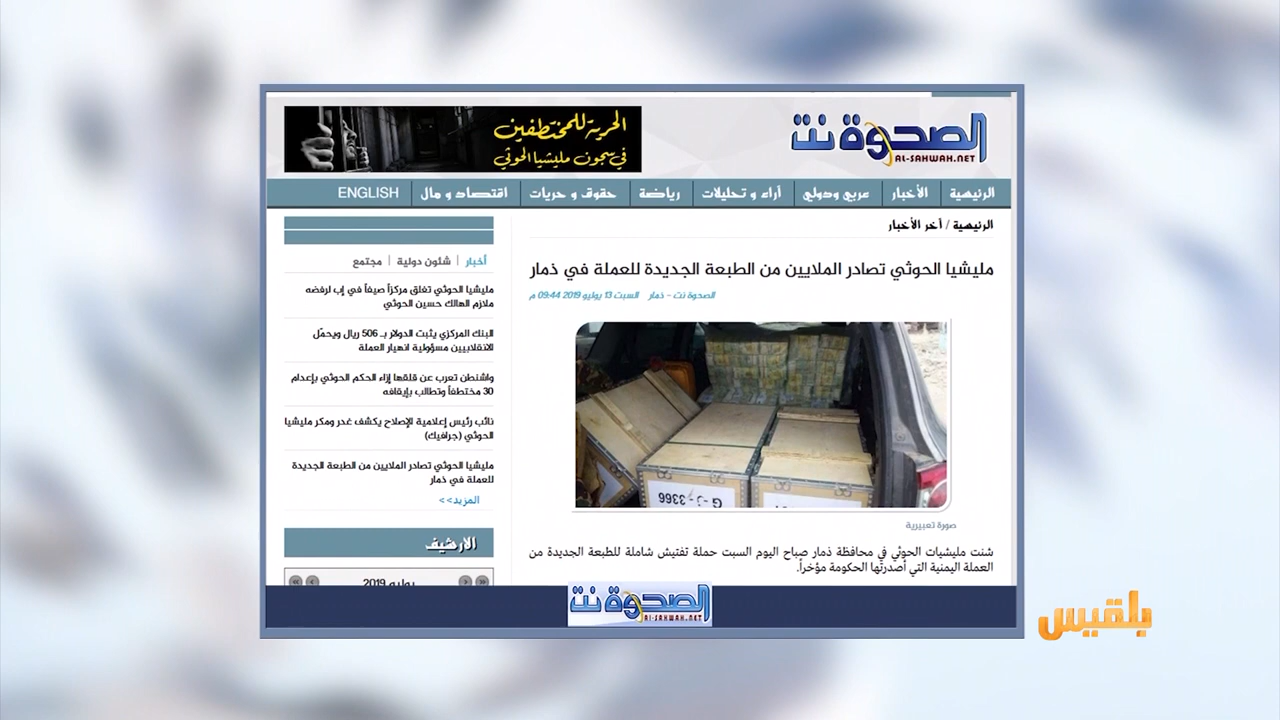 الحرية للمختطفين
في سجون مليشيا الحوثي
الصحوة نت
AL-SAHWAH.NET
الرئيسية
الأخبار
عربي ودولي
آراء و تحليلات
رياضة
حقوق و حريات
اقتصاد و مال
ENGLISH
الرئيسية / آخر الأخبار
مليشيا الحوثي تصادر الملايين من الطبعة الجديدة للعملة في ذمار
الصحوة نت - ذمار السبت 13 يوليو 2019 09:44 م
G-5-3366
صورة تعبيرية
شنت مليشيات الحوثي في محافظة ذمار صباح اليوم السبت حملة تفتيش شاملة للطبعة الجديدة من
العملة اليمنية التي أصدرتها الحكومة مؤخراً.
أخبار | شئون دولية | مجتمع
مليشيا الحوثي تغلق مركزاً صيفاً في إب لرفضه
ملازم الهالك حسين الحوثي
البنك المركزي يثبت الدولار بـ 506 ريال ويحمّل
الانقلابيين مسؤولية انهيار العملة
واشنطن تعرب عن قلقها إزاء الحكم الحوثي بإعدام
30 مختطفاً وتطالب بإيقافه
نائب رئيس إعلامية الإصلاح يكشف غدر ومكر مليشيا
الحوثي (جرافيك)
مليشيا الحوثي تصادر الملايين من الطبعة الجديدة
للعملة في ذمار
المزيد>>
الارشيف
يوليو 2019
الصحوة نت
AL-SAHWAH.NET
بلقيس